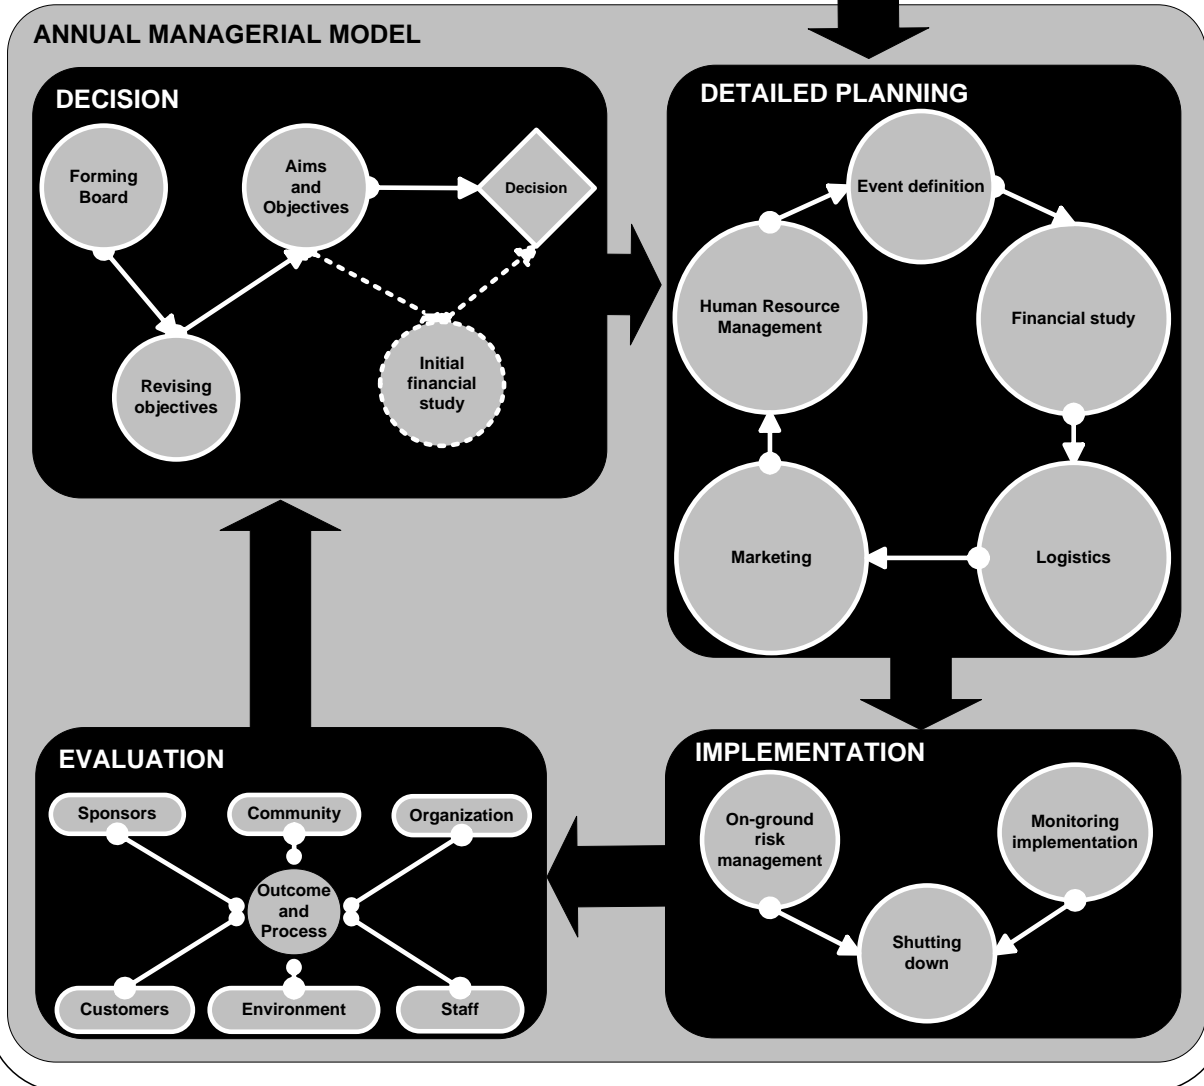 ANNUAL MANAGERIAL MODEL
DECISION
Forming
Board
Aims
and
Objectives
Decision
Revising
objectives
Initial
financial
study
DETAILED PLANNING
Event definition
Human Resource
Management
Financial study
Marketing
Logistics
EVALUATION
Sponsors
Community
Organization
Outcome
and
Process
Customers
Environment
Staff
IMPLEMENTATION
On-ground
risk
management
Monitoring
implementation
Shutting
down